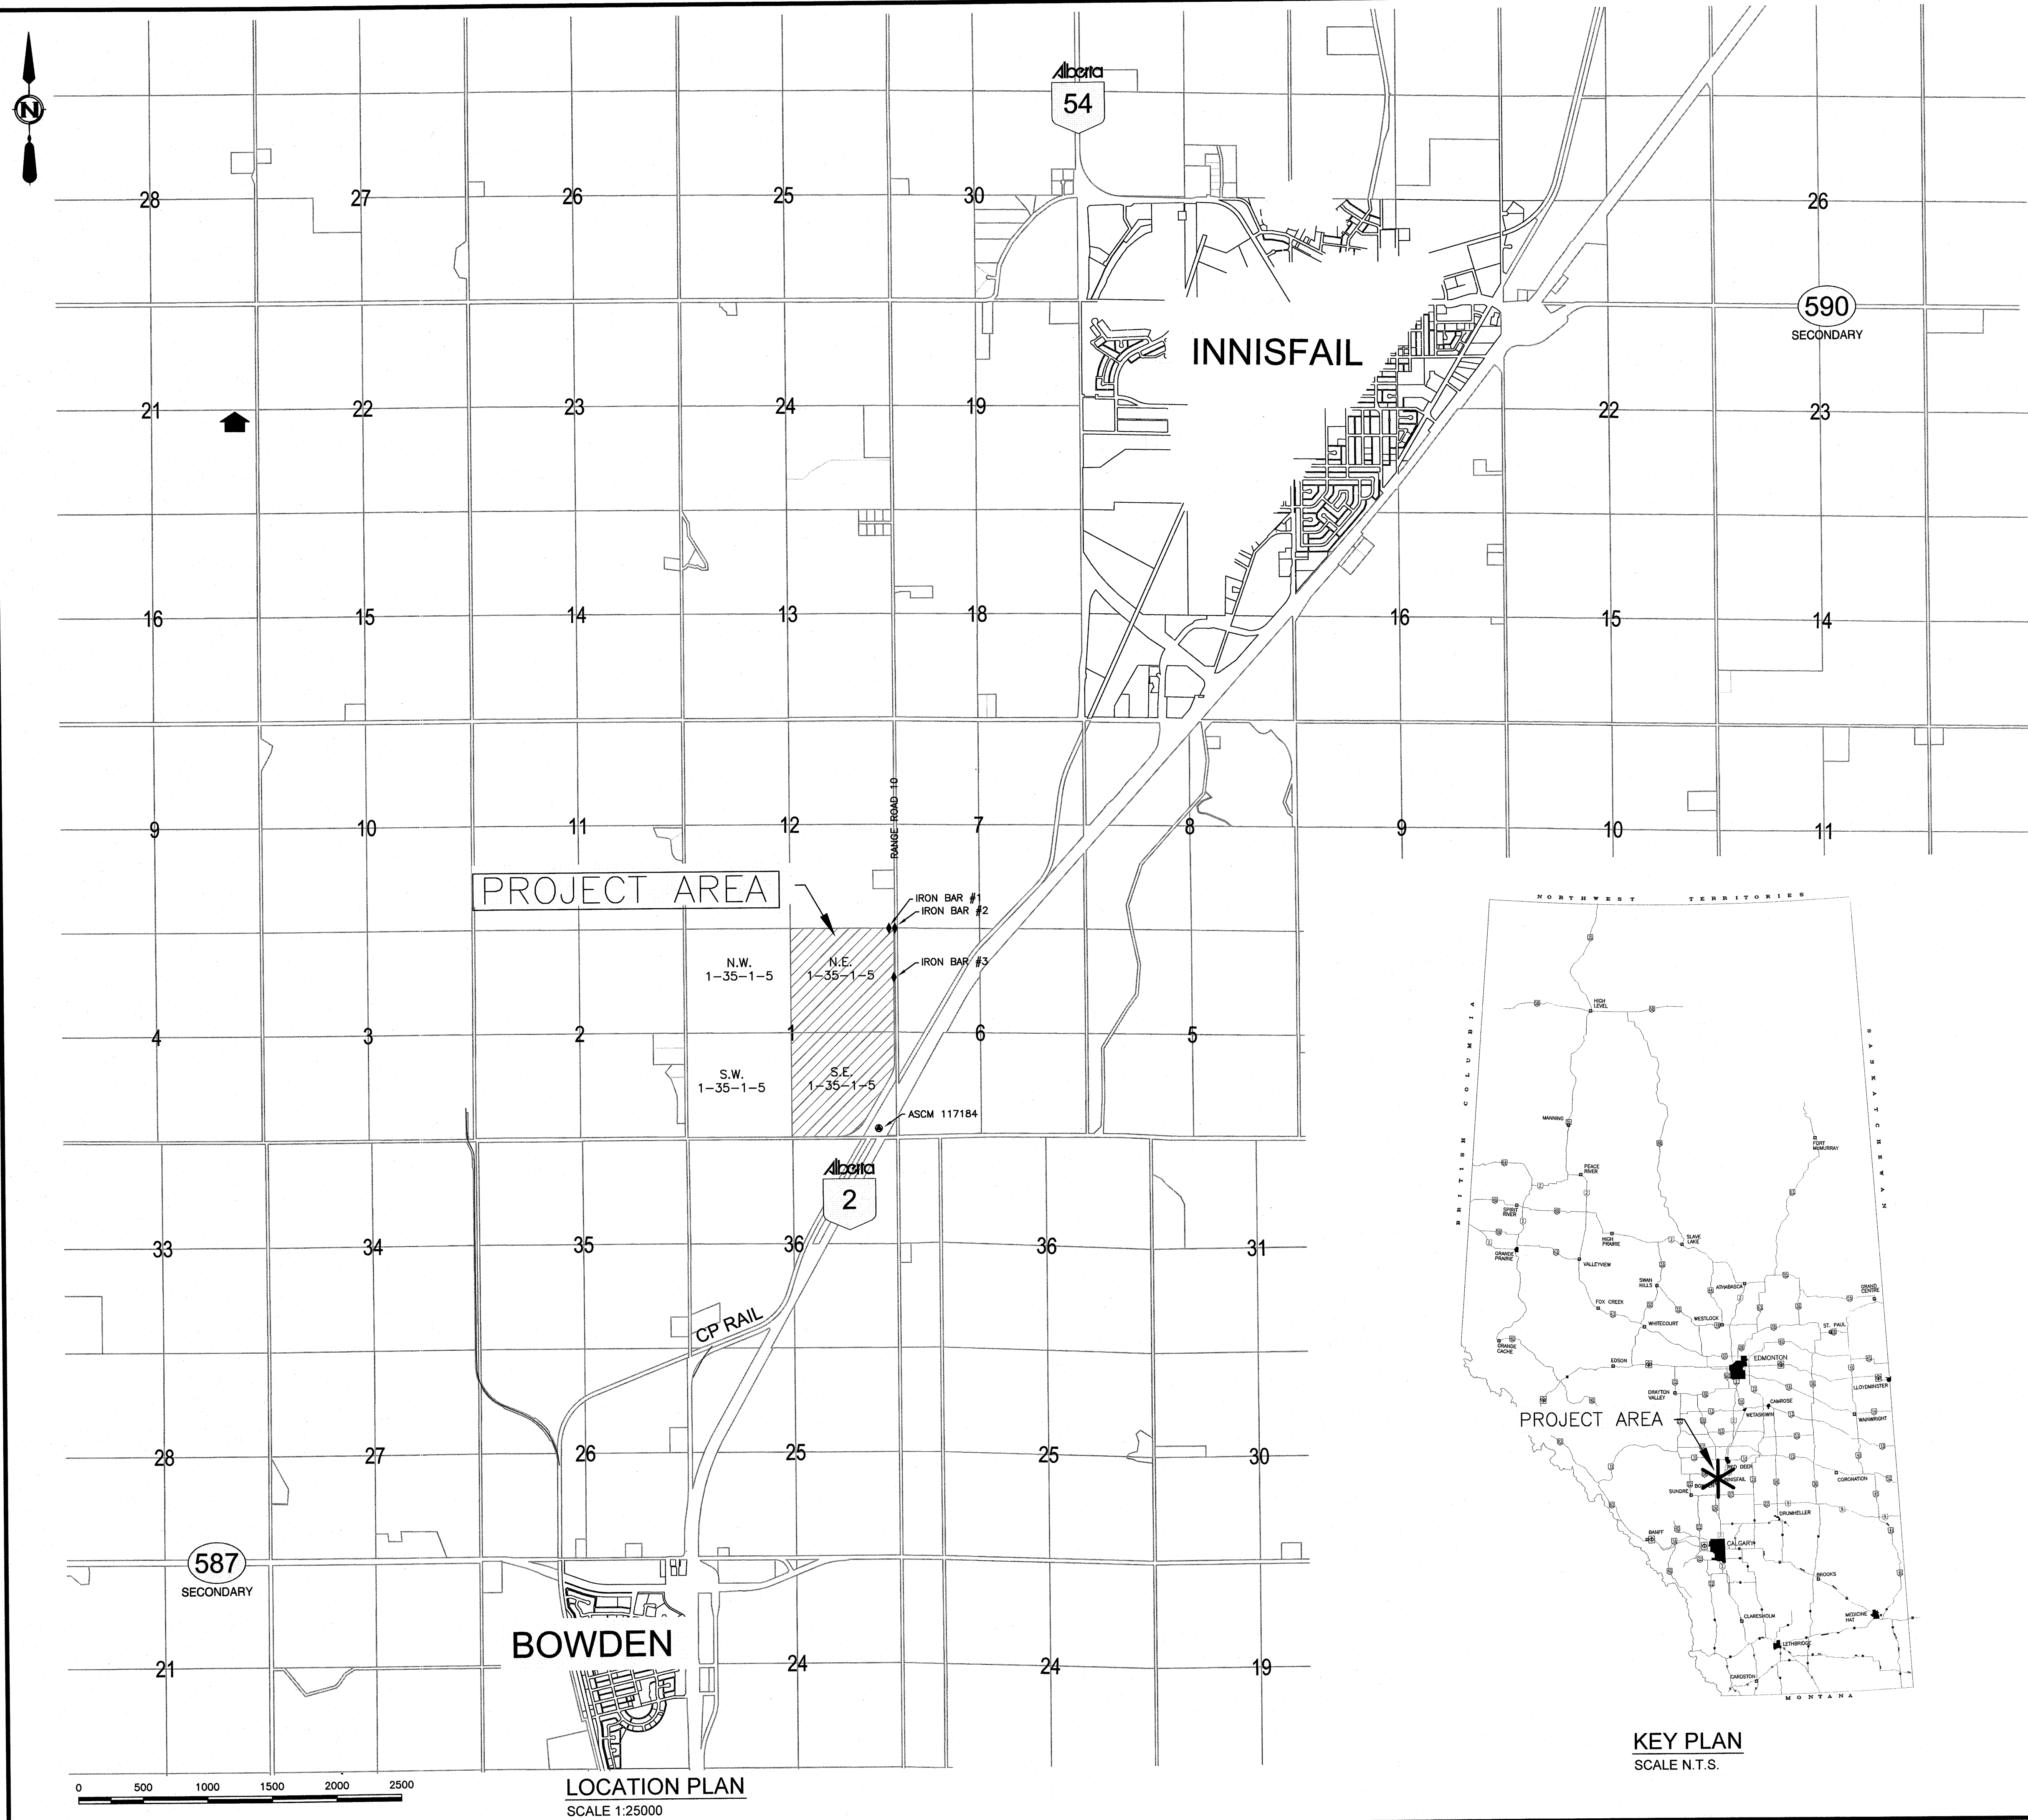 N
Alberta
54
28
27
26
25
30
26
590
SECONDARY
INNISFAIL
21
22
23
24
19
22
23
16
15
14
13
18
16
15
14
RANGE ROAD 10
9
10
11
12
7
8
9
10
11
PROJECT AREA
IRON BAR #1
IRON BAR #2
N.W.
1-35-1-5
N.E.
1-35-1-5
IRON BAR #3
4
3
2
1
6
5
S.W.
1-35-1-5
S.E.
1-35-1-5
ASCM 117184
Alberta
2
33
34
35
36
36
31
CP RAIL
28
27
26
25
25
30
587
SECONDARY
BOWDEN
21
24
24
19
0 500 1000 1500 2000 2500
LOCATION PLAN
SCALE 1:25000
NORTHWEST TERRITORIES
BRITISH COLUMBIA
SASKATCHEWAN
HIGH
LEVEL
MANNING
FORT
McMURRAY
PEACE
RIVER
SPIRIT
RIVER
HIGH
PRAIRIE
SLAVE
LAKE
GRANDE
PRAIRIE
VALLEYVIEW
SWAN
HILLS
ATHABASCA
GRAND
CENTRE
FOX CREEK
WHITECOURT
WESTLOCK
ST. PAUL
GRANDE
CACHE
EDSON
EDMONTON
LLOYDMINSTER
DRAYTON
VALLEY
CAMROSE
WETASKIWIN
WAINWRIGHT
PROJECT AREA
RED DEER
INNISFAIL
CORONATION
SUNDRE
DRUMHELLER
BANFF
CALGARY
BROOKS
CLARESHOLM
MEDICINE
HAT
LETHBRIDGE
CARDSTON
MONTANA
KEY PLAN
SCALE N.T.S.